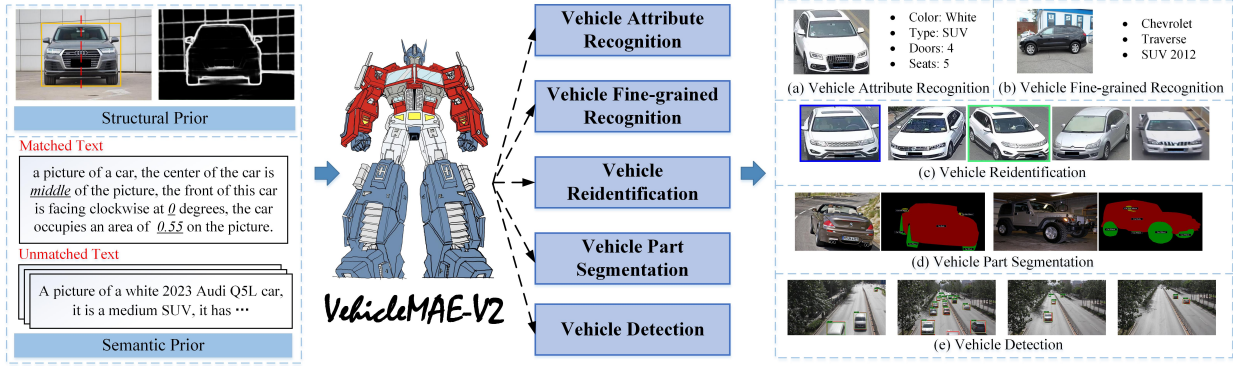 Structural Prior
Matched Text
a picture of a car, the center of the car is
middle of the picture, the front of this car
is facing clockwise at 0 degrees, the car
occupies an area of 0.55 on the picture.
Unmatched Text
A picture of a white 2023 Audi Q5L car,
it is a medium SUV, it has ···
Semantic Prior
VehicleMAE-V2
Vehicle Attribute
Recognition
Vehicle Fine-grained
Recognition
Vehicle
Reidentification
Vehicle Part
Segmentation
Vehicle Detection
• Color: White
• Type: SUV
• Doors: 4
• Seats: 5
(a) Vehicle Attribute Recognition
• Chevrolet
• Traverse
• SUV 2012
(b) Vehicle Fine-grained Recognition
(c) Vehicle Reidentification
(d) Vehicle Part Segmentation
(e) Vehicle Detection